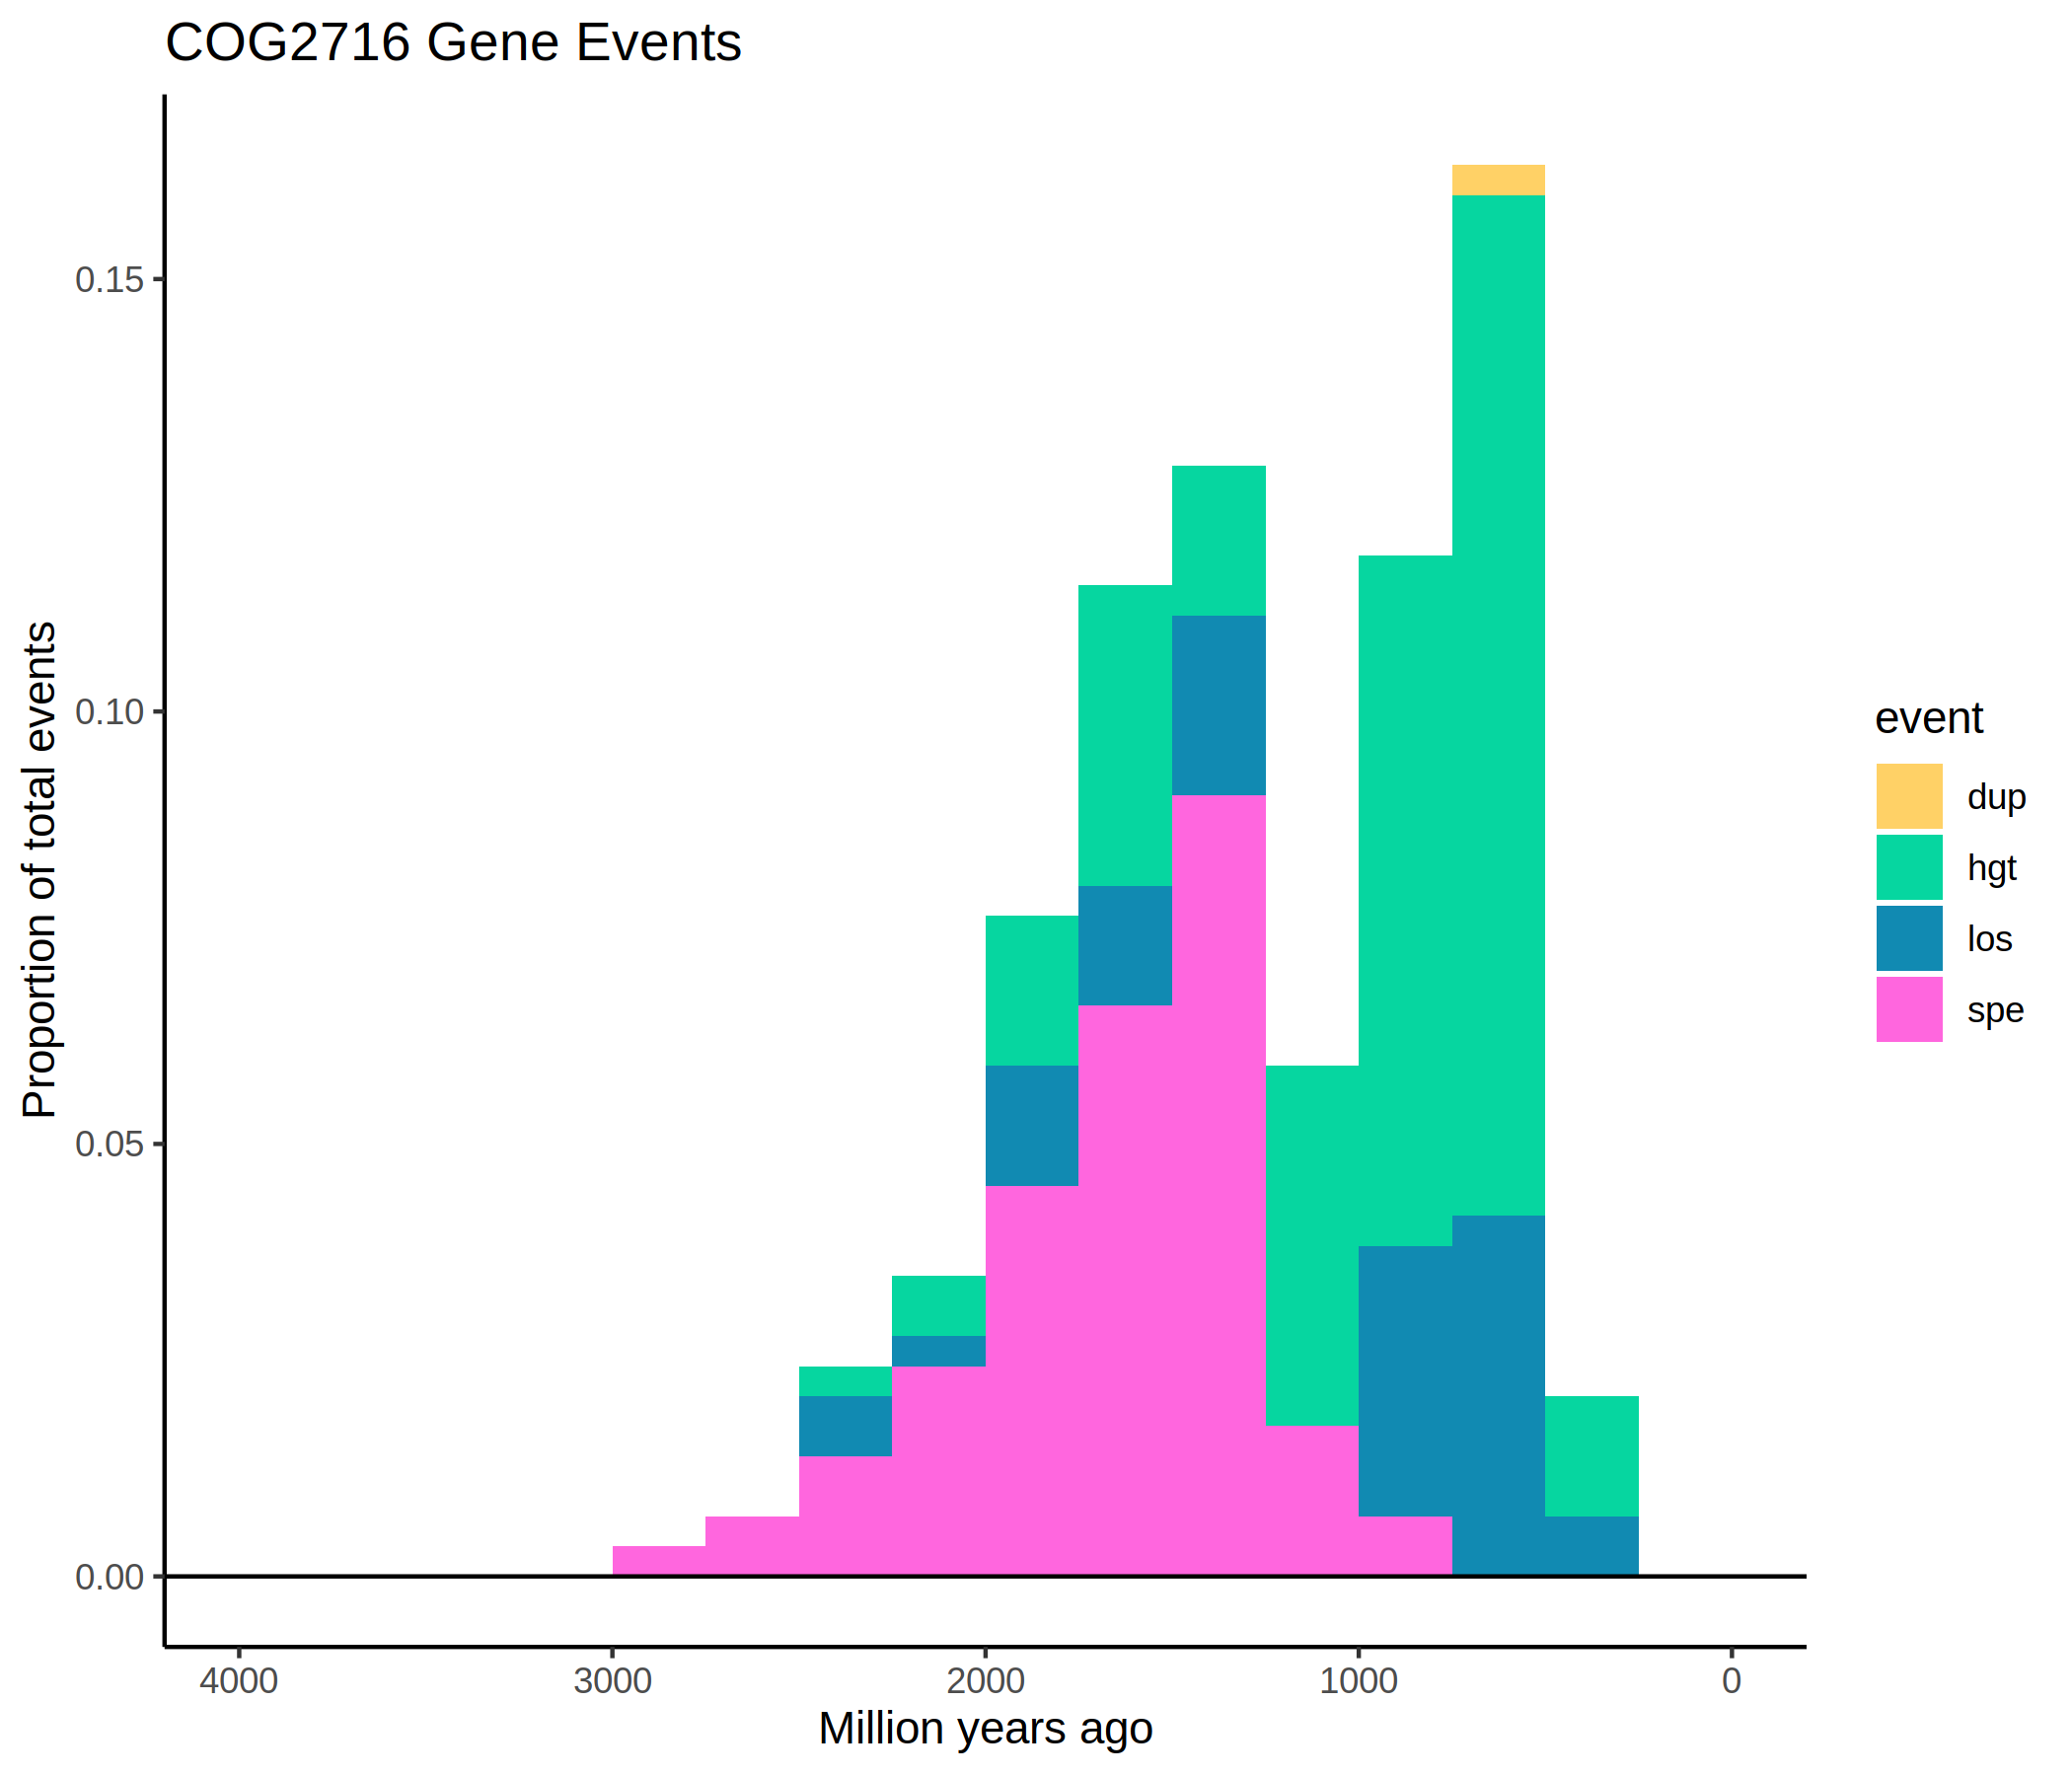 COG2716 Gene Events
Proportion of total events
0.15
0.10
0.05
0.00
4000 3000 2000 1000 0
Million years ago
event
dup
hgt
los
spe